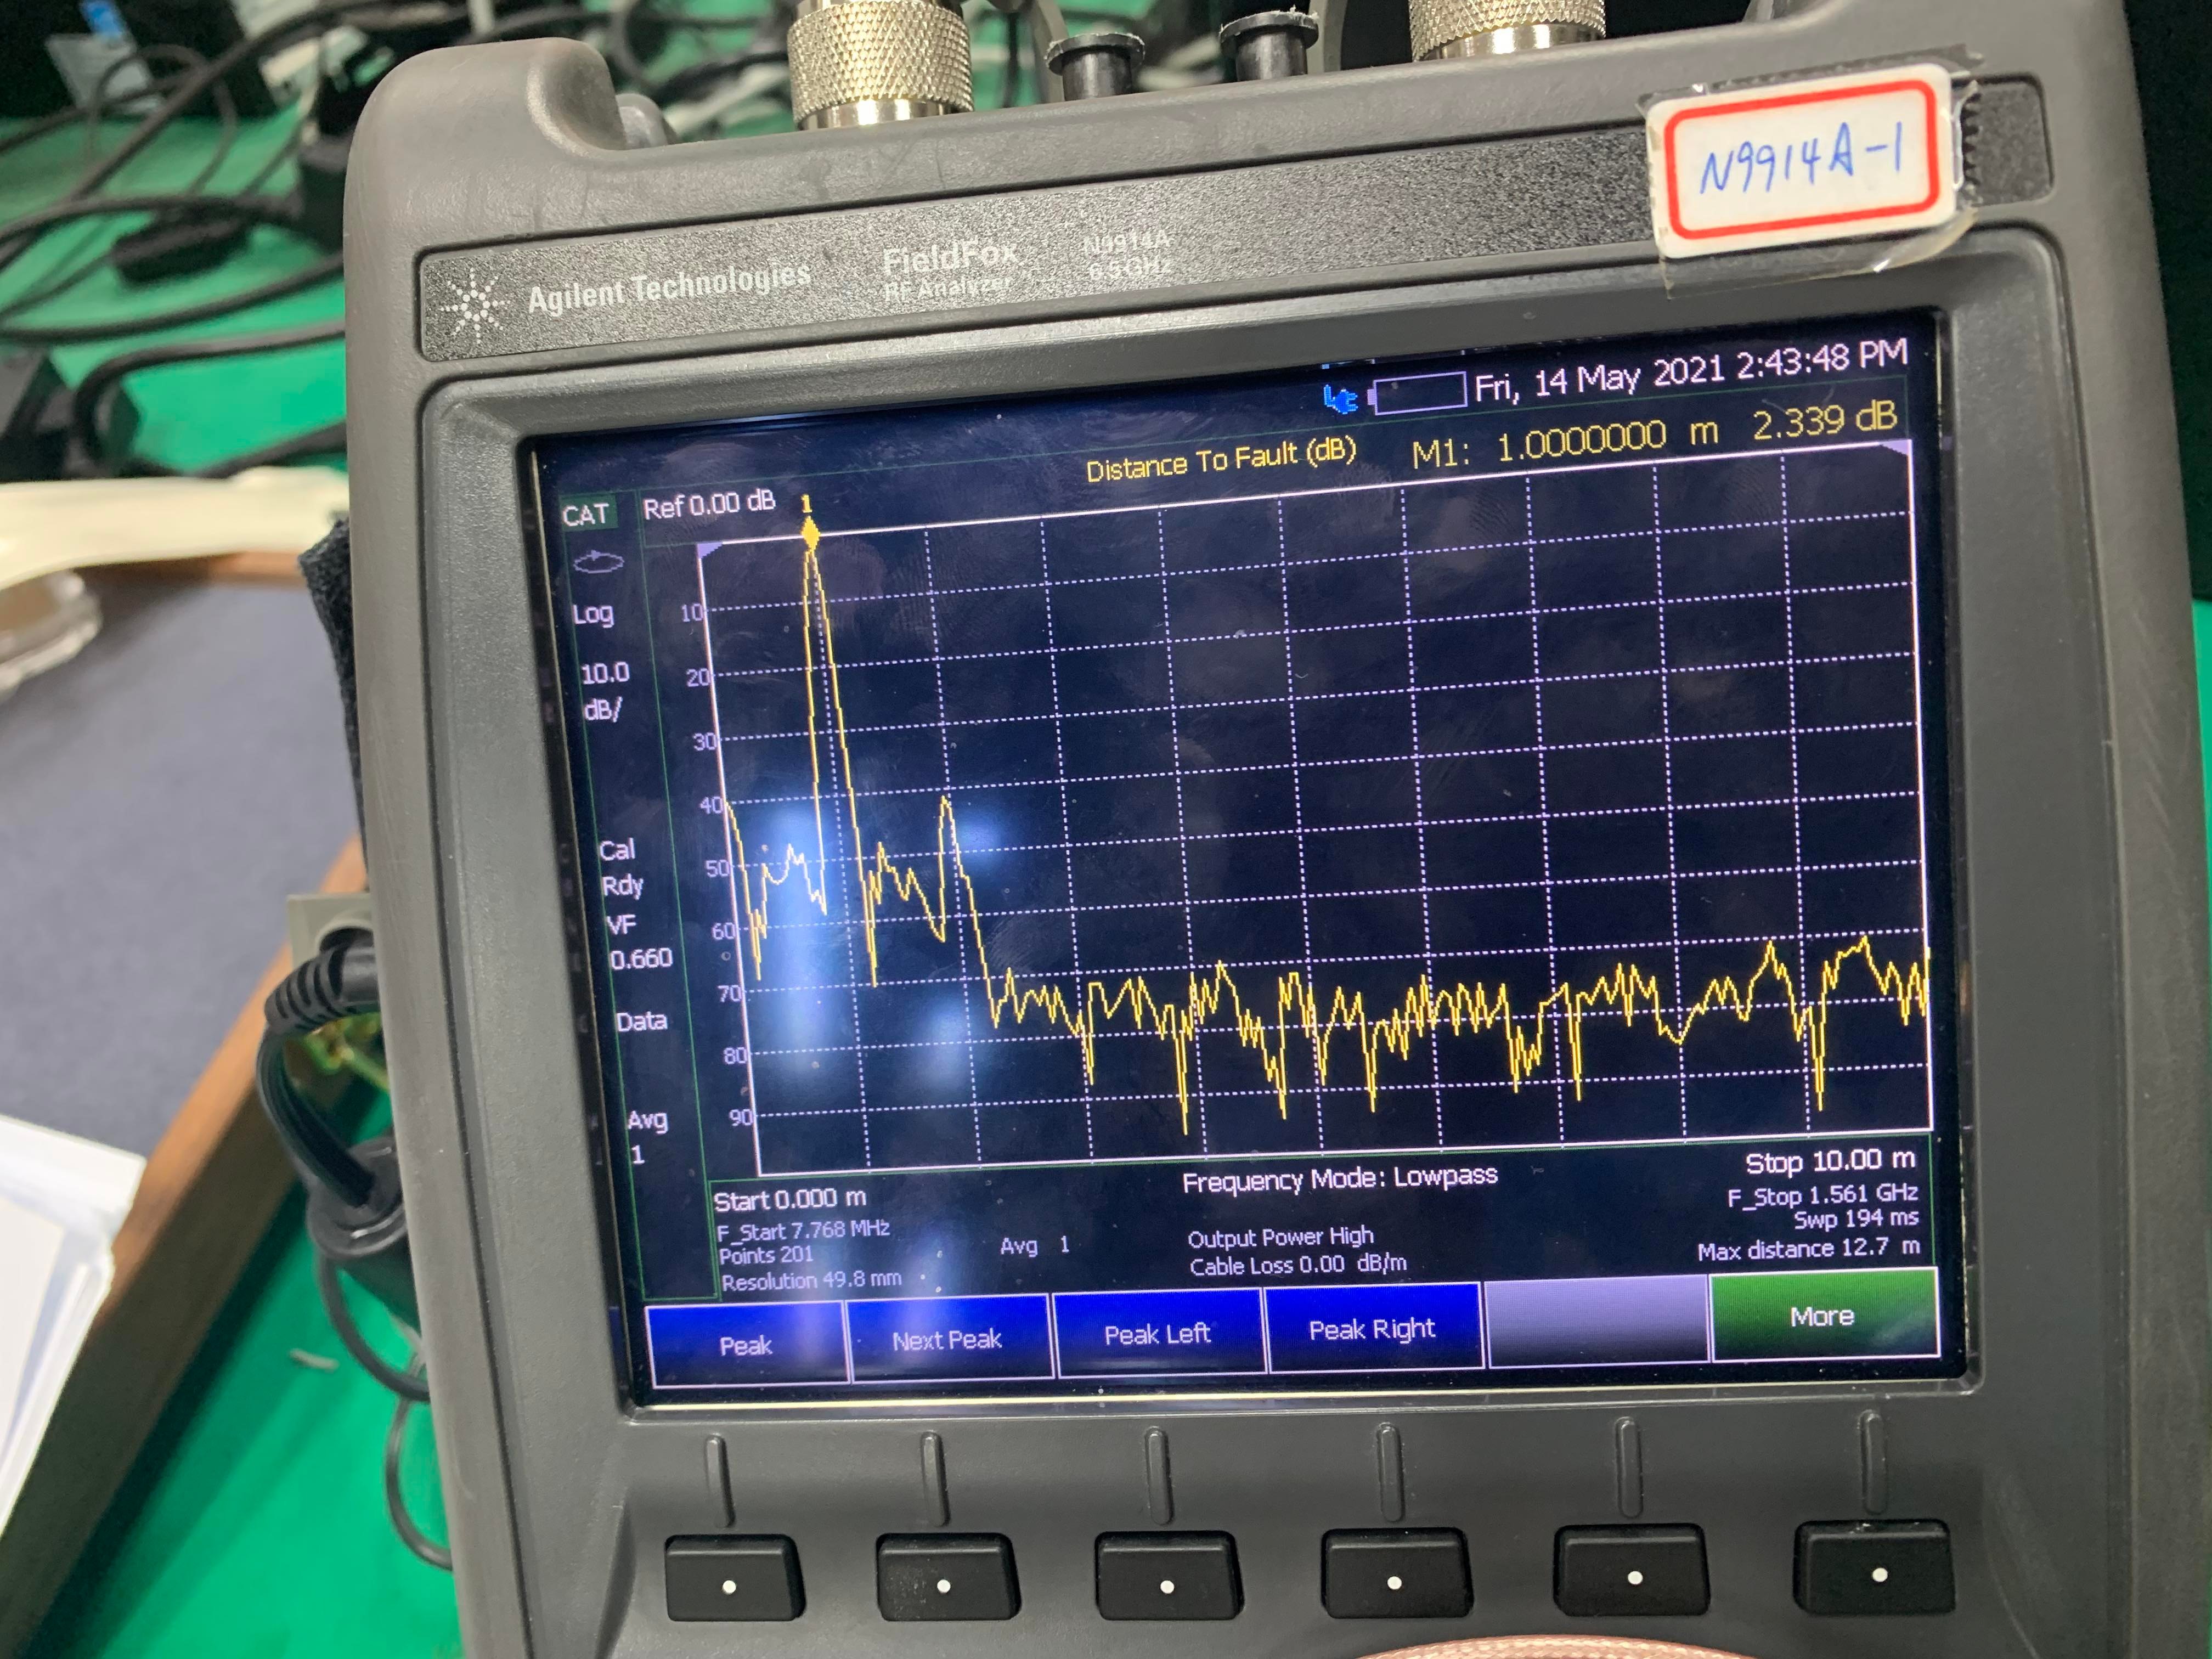 N9914A-1
Agilent Technologies
FieldFox
RF Analyzer
N9914A
6.5 GHz
Fri, 14 May 2021 2:43:48 PM
Distance To Fault (dB)
M1: 1.0000000 m 2.339 dB
CAT
Ref 0.00 dB
1
Log
10.0
dB/
10
20
30
40
50
60
70
80
90
Cal
Rdy
VF
0.660
Data
Avg
1
Start 0.000 m
Frequency Mode: Lowpass
Stop 10.00 m
F_Start 7.768 MHz
F_Stop 1.561 GHz
Points 201
Avg 1
Output Power High
Swp 194 ms
Resolution 49.8 mm
Cable Loss 0.00 dB/m
Max distance 12.7 m
Peak
Next Peak
Peak Left
Peak Right
More